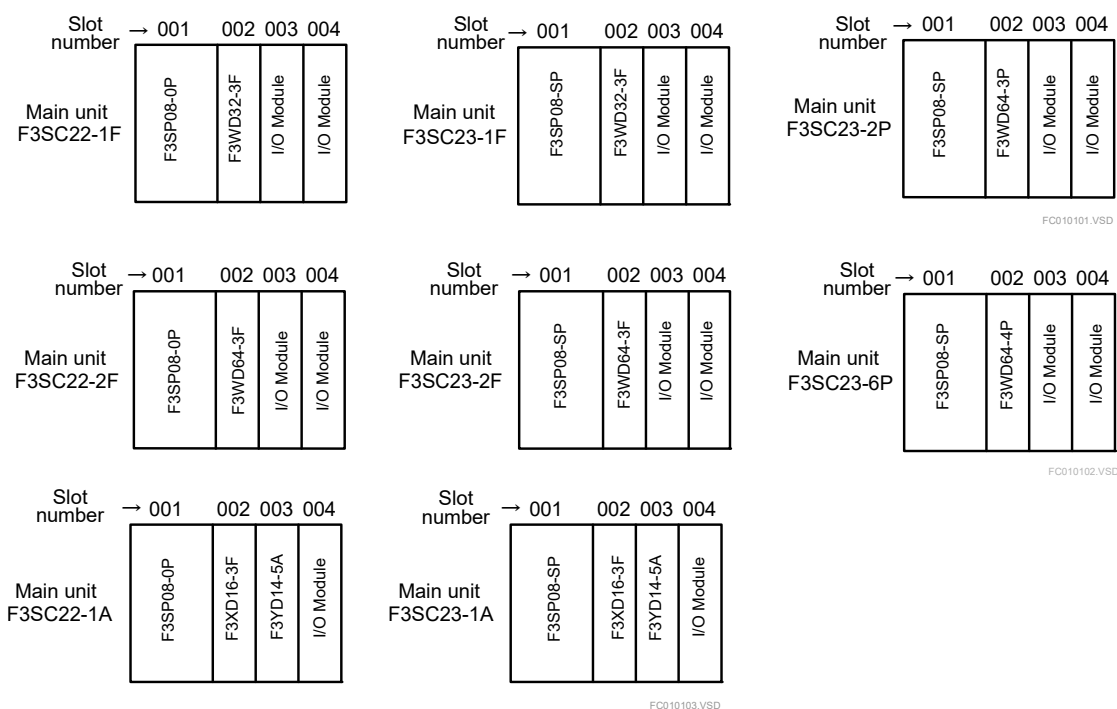 Slot
number → 001 002 003 004
Main unit
F3SC22-1F
F3SP08-0P
F3WD32-3F
I/O Module
I/O Module
Slot
number → 001 002 003 004
Main unit
F3SC23-1F
F3SP08-SP
F3WD32-3F
I/O Module
I/O Module
Slot
number → 001 002 003 004
Main unit
F3SC23-2P
F3SP08-SP
F3WD64-3P
I/O Module
I/O Module
FC010101.VSD
Slot
number → 001 002 003 004
Main unit
F3SC22-2F
F3SP08-0P
F3WD64-3F
I/O Module
I/O Module
Slot
number → 001 002 003 004
Main unit
F3SC23-2F
F3SP08-SP
F3WD64-3F
I/O Module
I/O Module
Slot
number → 001 002 003 004
Main unit
F3SC23-6P
F3SP08-SP
F3WD64-4P
I/O Module
I/O Module
FC010102.VSD
Slot
number → 001 002 003 004
Main unit
F3SC22-1A
F3SP08-0P
F3XD16-3F
F3YD14-5A
I/O Module
Slot
number → 001 002 003 004
Main unit
F3SC23-1A
F3SP08-SP
F3XD16-3F
F3YD14-5A
I/O Module
FC010103.VSD